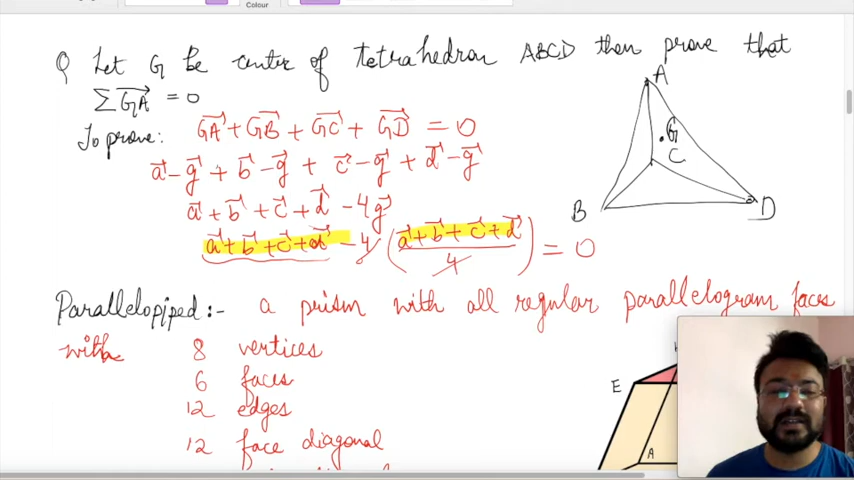 Colour
Q Let G Be center of tetrahedron ABCD then prove that
∑GA⃗ = 0
To prove: GA⃗ + GB⃗ + GC⃗ + GD⃗ = 0
a⃗ - g⃗ + b⃗ - g⃗ + c⃗ - g⃗ + d⃗ - g⃗
a⃗ + b⃗ + c⃗ + d⃗ - 4g⃗
a⃗ + b⃗ + c⃗ + d⃗ - 4 (a⃗ + b⃗ + c⃗ + d⃗ / 4) = 0
A
G
C
B
D
Parallelopiped :- a prism with all regular parallelogram faces
with 8 vertices
6 faces
12 edges
12 face diagonal
E
A